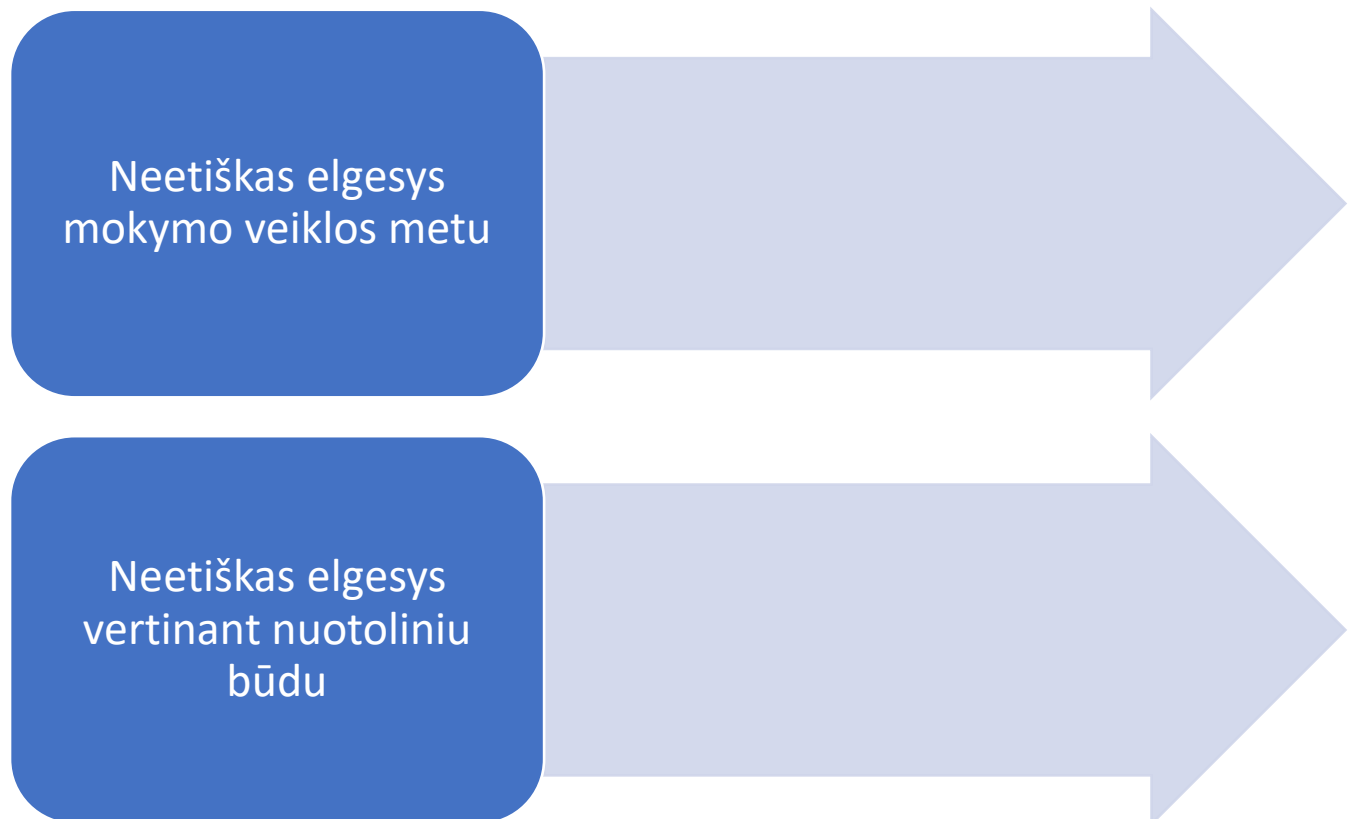 Neetiškas elgesys
mokymo veiklos metu
Neetiškas elgesys
vertinant nuotoliniu
būdu